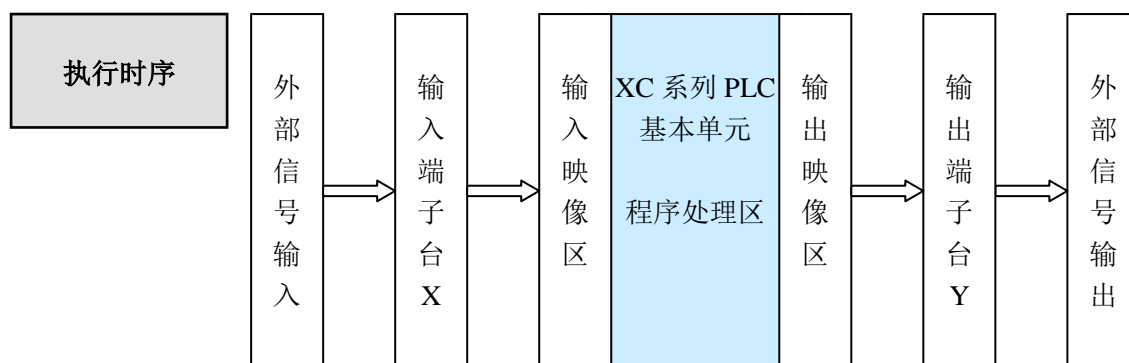 执行时序
外部信号输入
输入端子台X
输入映像区
XC 系列 PLC
基本单元
程序处理区
输出映像区
输出端子台Y
外部信号输出